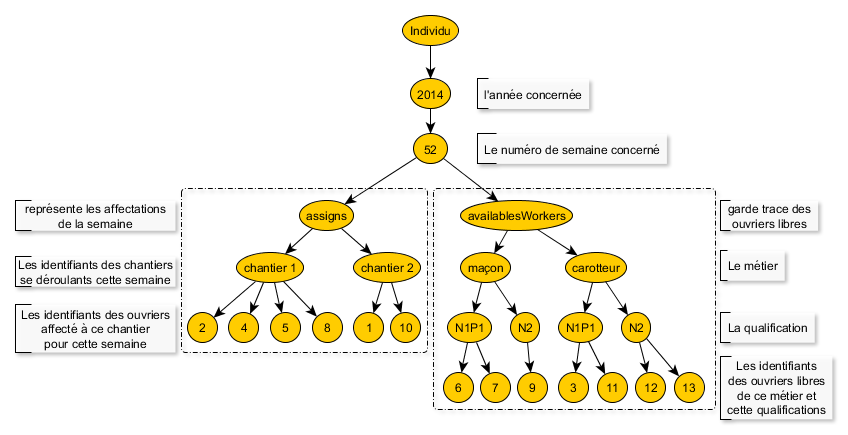 Individu
2014
l'année concernée
52
Le numéro de semaine concerné
représente les affectations
de la semaine
assigns
availablesWorkers
garde trace des
ouvriers libres
Les identifiants des chantiers
se déroulants cette semaine
chantier 1
chantier 2
maçon
carotteur
Le métier
Les identifiants des ouvriers
affecté à ce chantier
pour cette semaine
2
4
5
8
1
10
N1P1
N2
N1P1
N2
La qualification
6
7
9
3
11
12
13
Les identifiants
des ouvriers libres
de ce métier et
cette qualifications